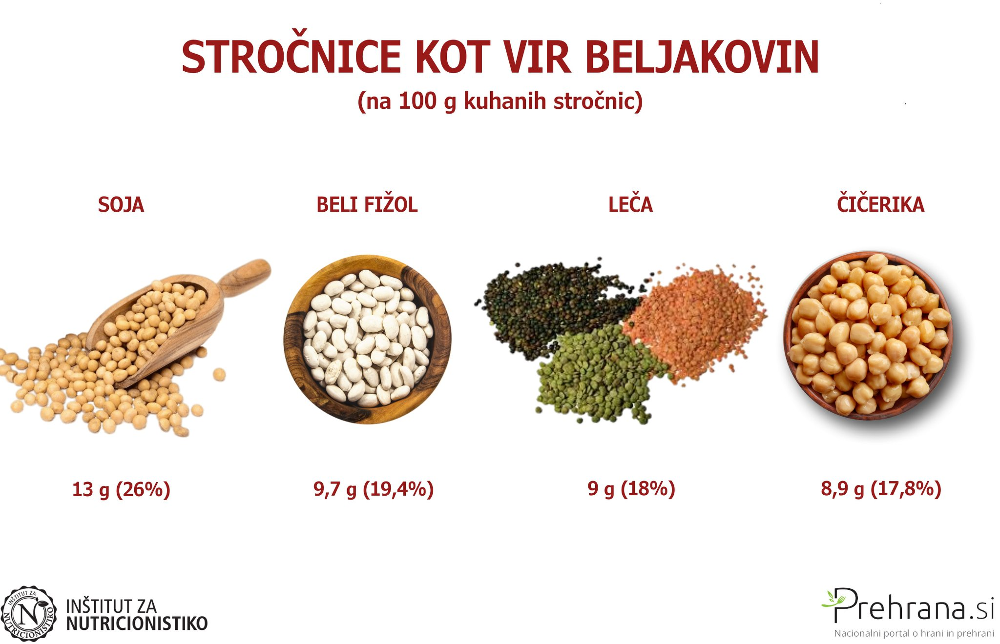 STROČNICE KOT VIR BELJAKOVIN
(na 100 g kuhanih stročnic)
SOJA
BELI FIŽOL
LEČA
ČIČERIKA
13 g (26%)
9,7 g (19,4%)
9 g (18%)
8,9 g (17,8%)
INŠTITUT ZA
N
NUTRICIONISTIKO
INŠTITUT ZA
NUTRICIONISTIKO
Prehrana.si
Nacionalni portal o hrani in prehrani